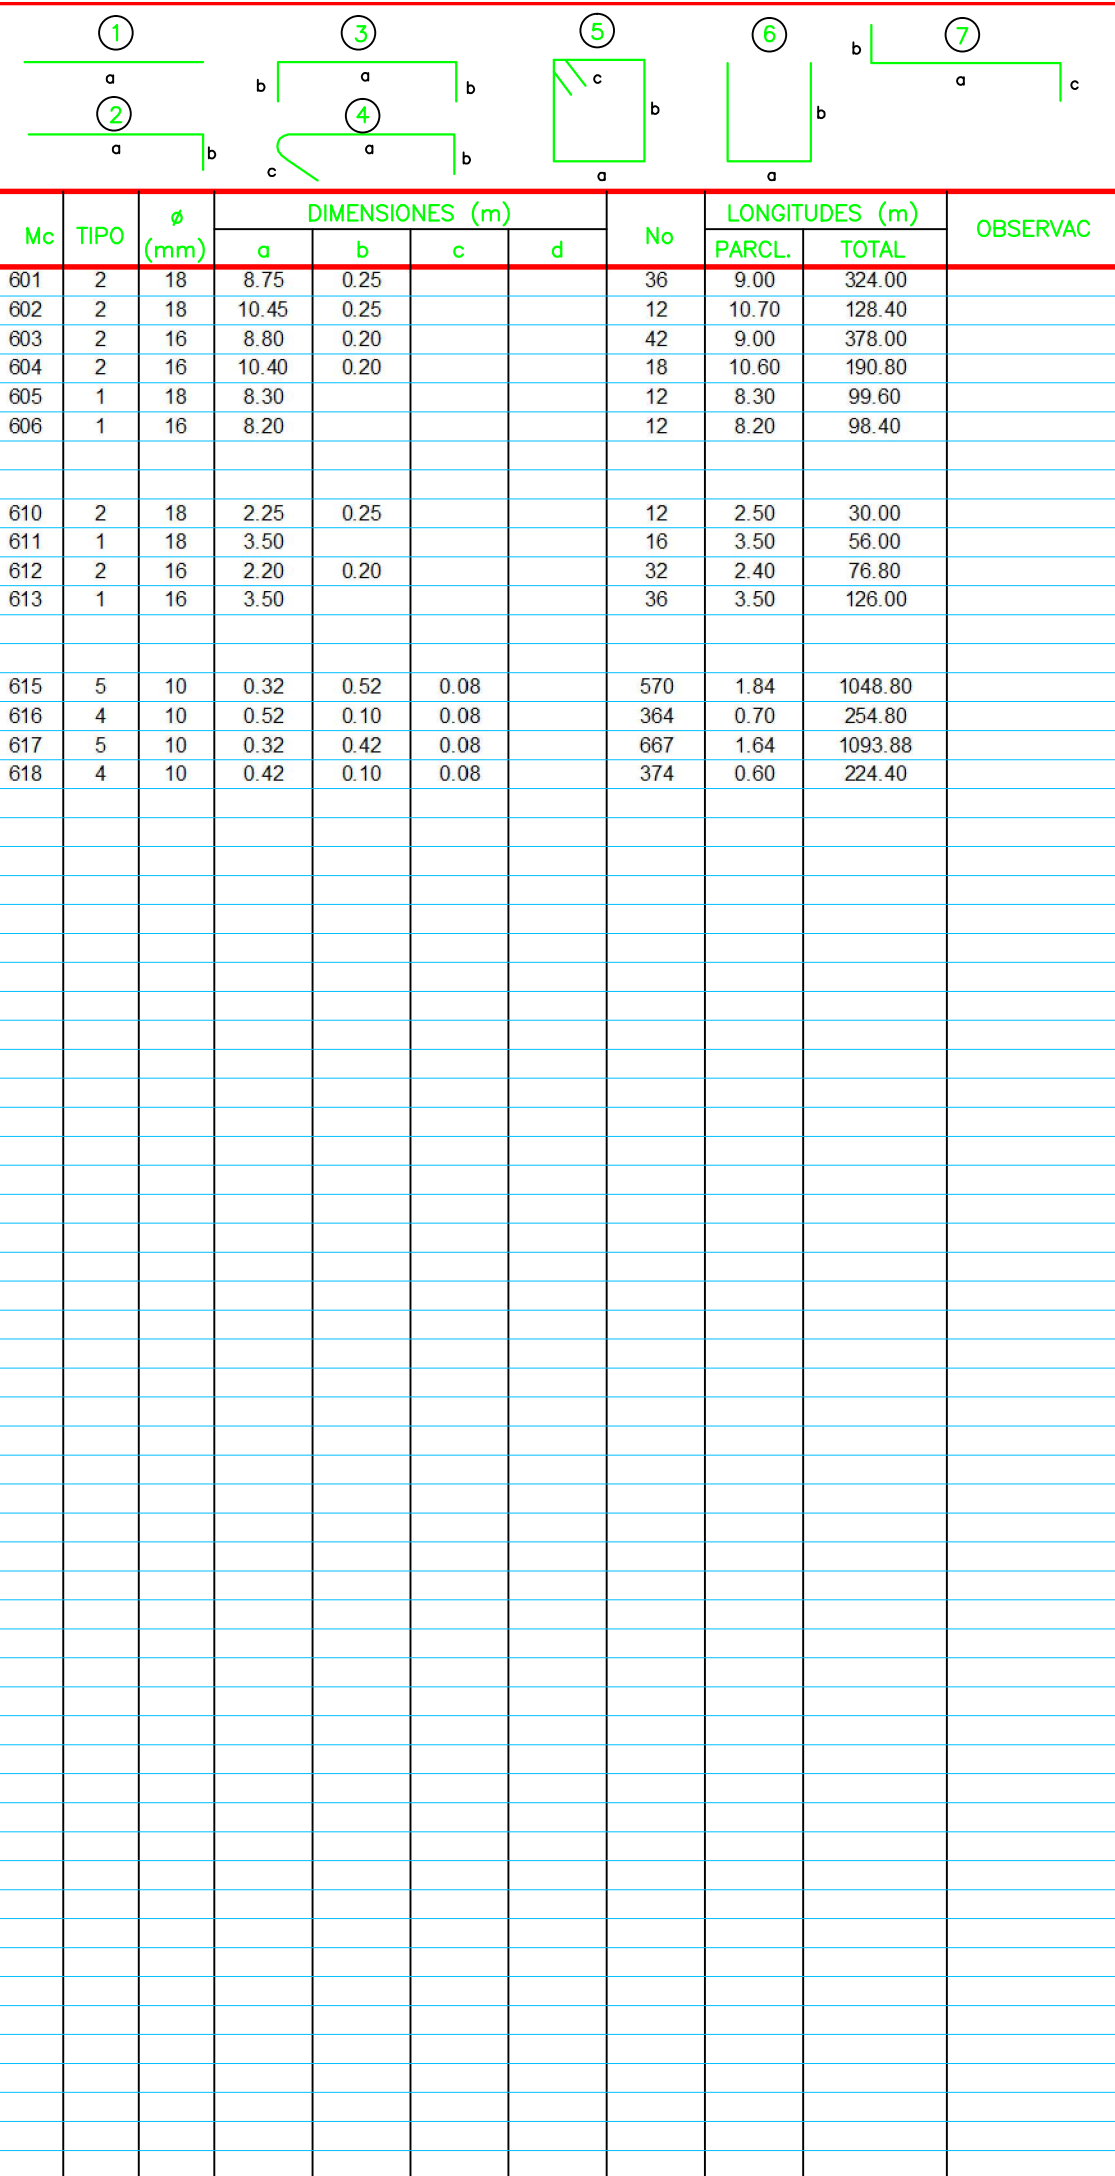 1 3 5 6 7
a b a b c b a b a c
2 4
a b c a b a a
Mc TIPO ø (mm) DIMENSIONES (m) No LONGITUDES (m) OBSERVAC
a b c d PARCL. TOTAL
601 2 18 8.75 0.25 36 9.00 324.00
602 2 18 10.45 0.25 12 10.70 128.40
603 2 16 8.80 0.20 42 9.00 378.00
604 2 16 10.40 0.20 18 10.60 190.80
605 1 18 8.30 12 8.30 99.60
606 1 16 8.20 12 8.20 98.40
610 2 18 2.25 0.25 12 2.50 30.00
611 1 18 3.50 16 3.50 56.00
612 2 16 2.20 0.20 32 2.40 76.80
613 1 16 3.50 36 3.50 126.00
615 5 10 0.32 0.52 0.08 570 1.84 1048.80
616 4 10 0.52 0.10 0.08 364 0.70 254.80
617 5 10 0.32 0.42 0.08 667 1.64 1093.88
618 4 10 0.42 0.10 0.08 374 0.60 224.40